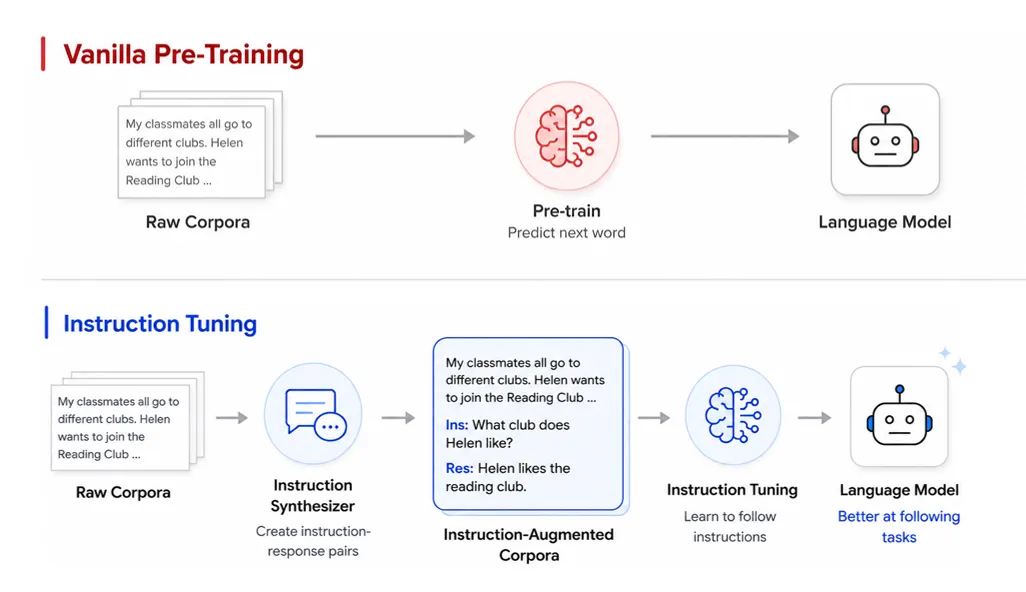 Vanilla Pre-Training
My classmates all go to
different clubs. Helen
wants to join the
Reading Club ...
Raw Corpora
Pre-train
Predict next word
Language Model
Instruction Tuning
My classmates all go to
different clubs. Helen
wants to join the
Reading Club ...
Raw Corpora
Instruction
Synthesizer
Create instruction-
response pairs
My classmates all go to
different clubs. Helen wants
to join the Reading Club ...
Ins: What club does
Helen like?
Res: Helen likes the
reading club.
Instruction-Augmented
Corpora
Instruction Tuning
Learn to follow
instructions
Language Model
Better at following
tasks